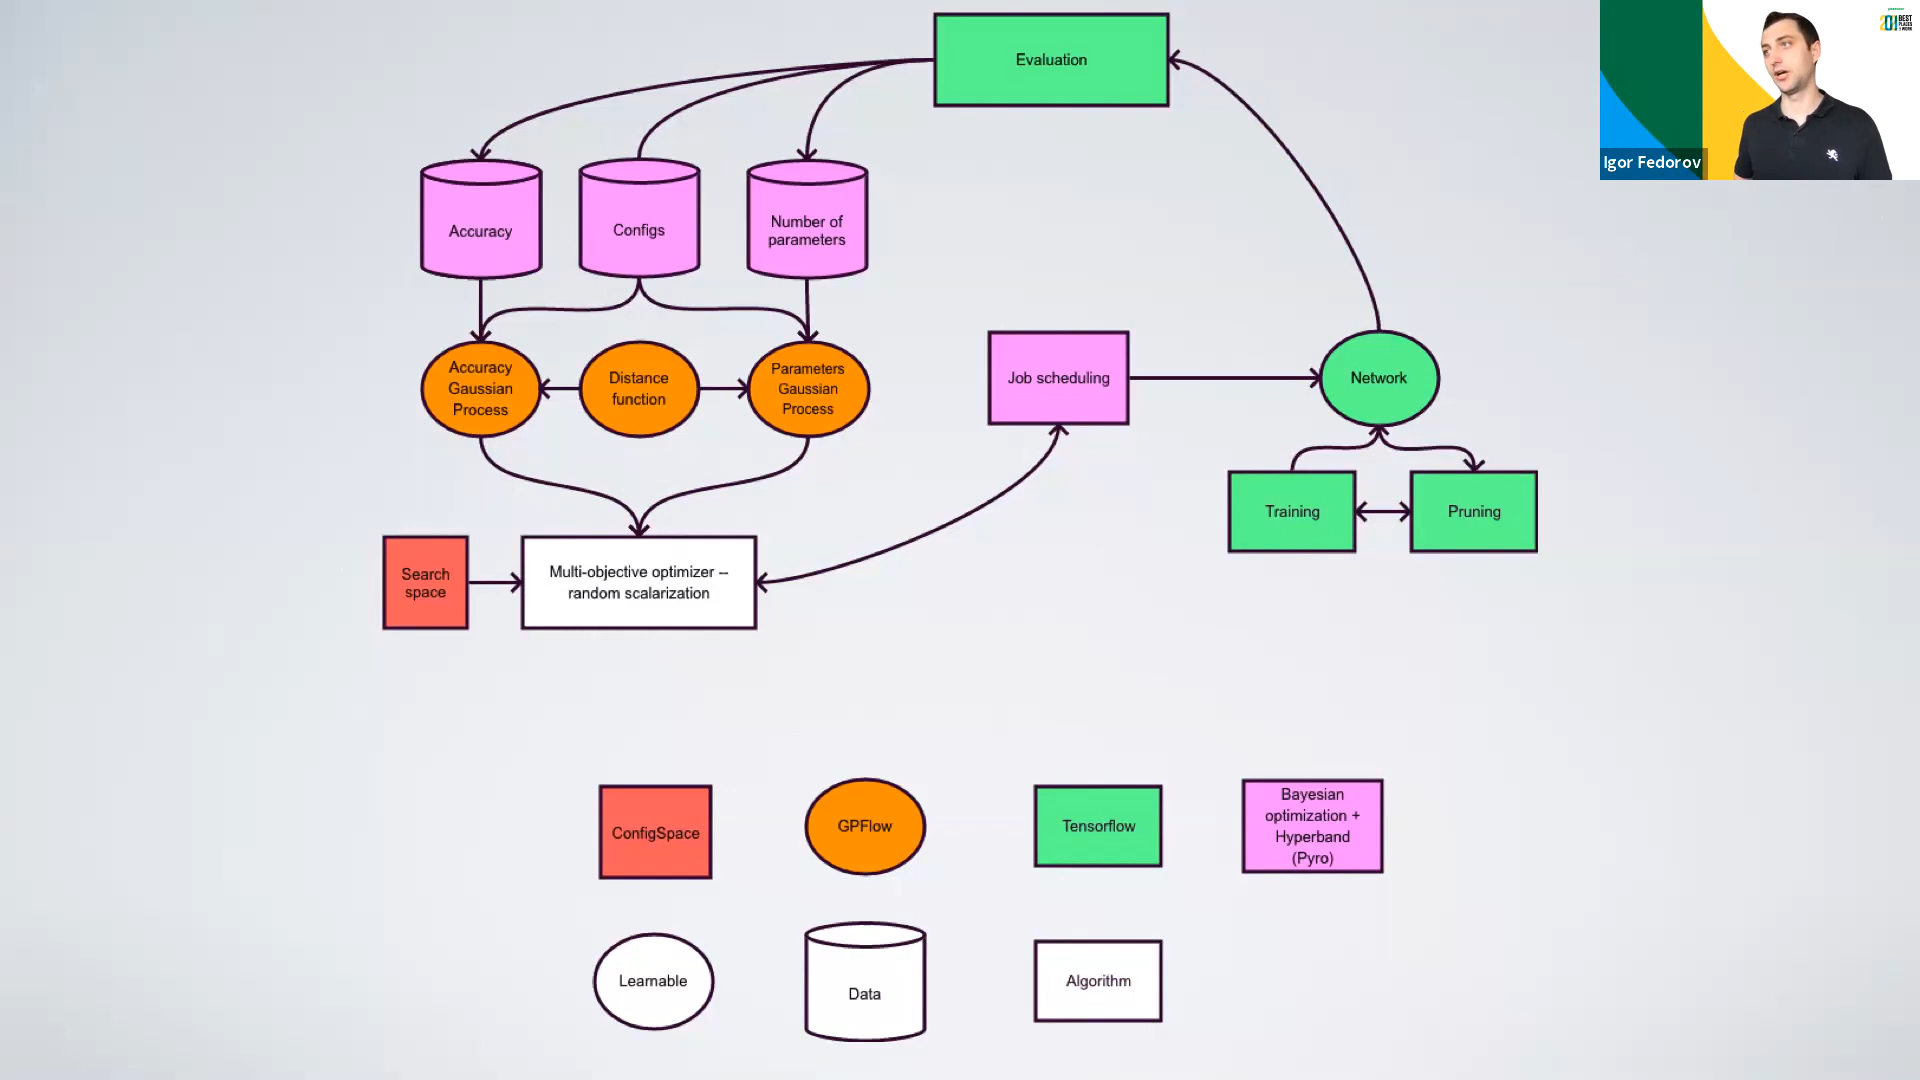 Evaluation
BEST
PLACES
Igor Fedorov
Accuracy
Configs
Number of
parameters
Accuracy
Gaussian
Process
Distance
function
Parameters
Gaussian
Process
Job scheduling
Network
Training
Pruning
Search
space
Multi-objective optimizer –
random scalarization
ConfigSpace
GPFlow
Tensorflow
Bayesian
optimization +
Hyperband
(Pyro)
Learnable
Data
Algorithm